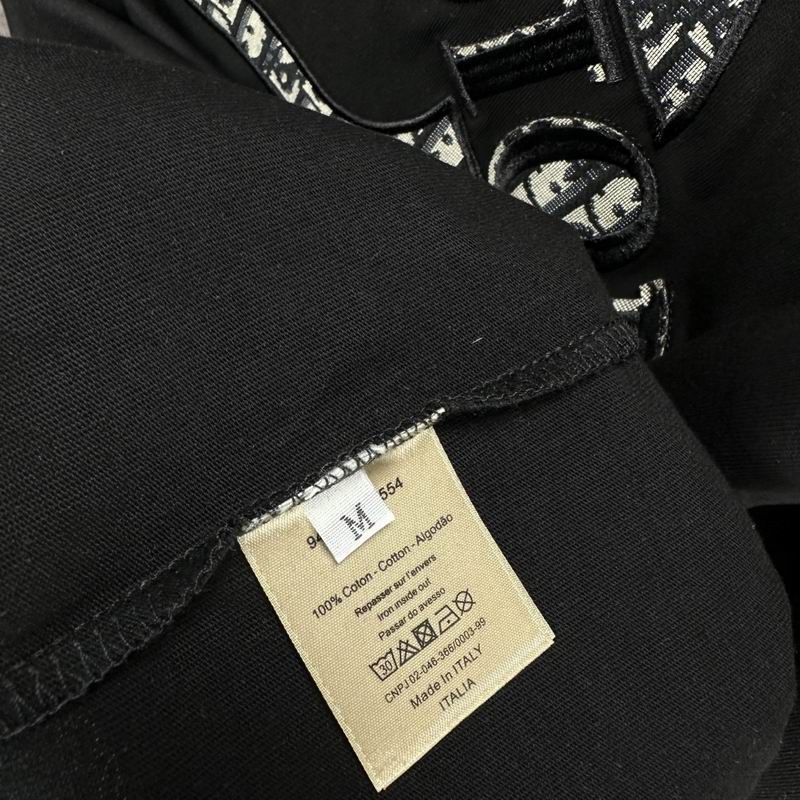 94 554
100% Coton - Cotton - Algodão
Repasser sur l'envers
Iron inside out
Passar do avesso
30
CNPJ 02-046-366/0003-99
Made In ITALY
ITALIA